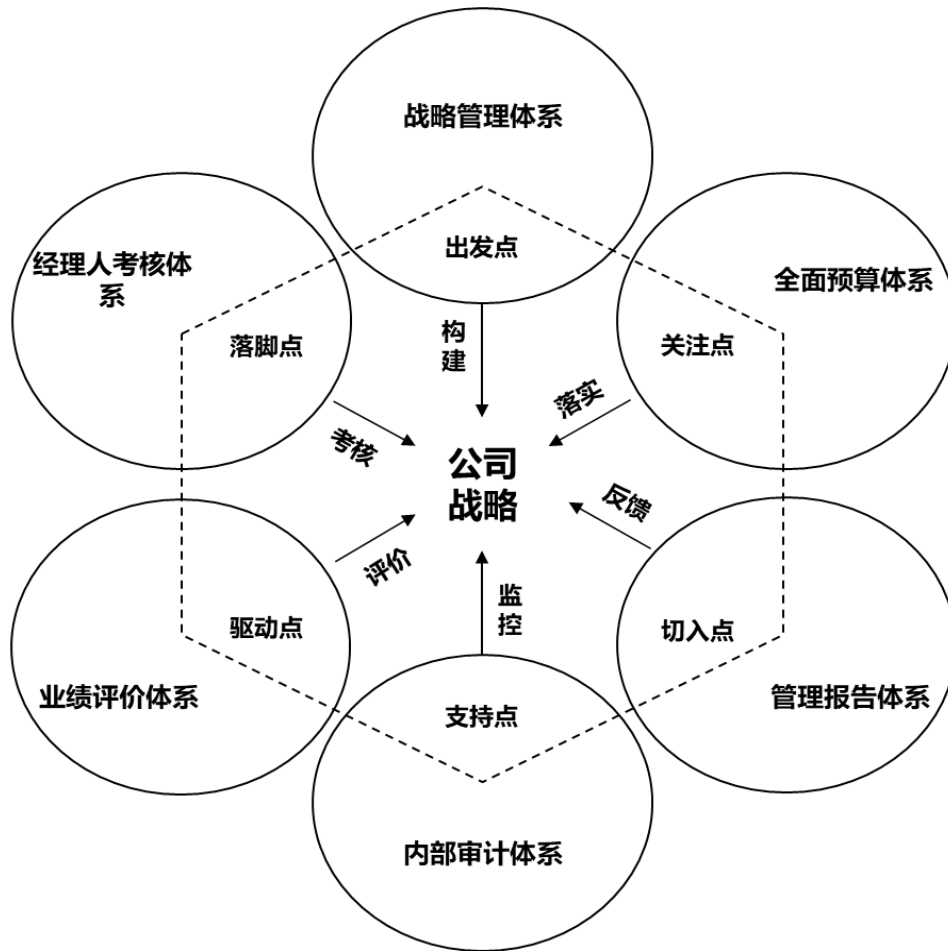 战略管理体系
出发点
构
建
经理人考核体
系
落脚点
考核
全面预算体系
关注点
落实
公司
战略
反馈
评价
监
控
驱动点
业绩评价体系
切入点
管理报告体系
支持点
内部审计体系